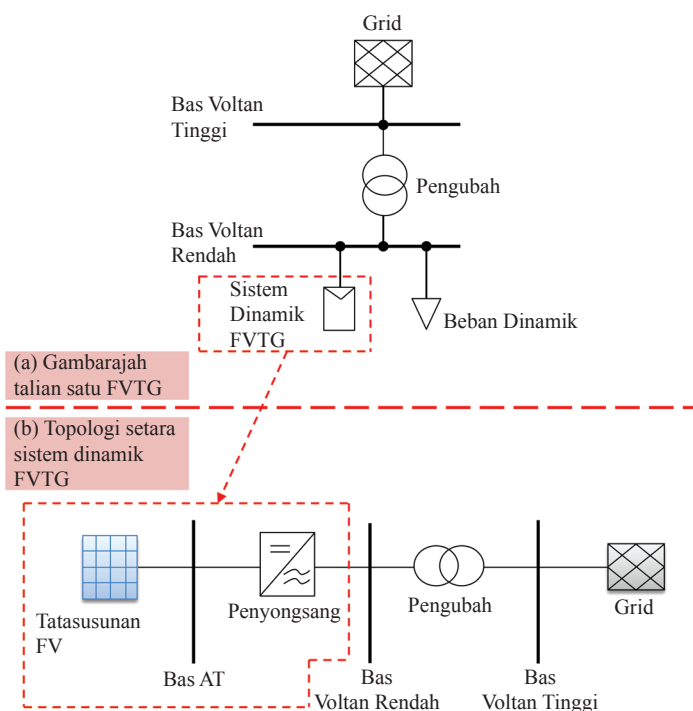 Grid
Bas Voltan
Tinggi
Pengubah
Bas Voltan
Rendah
Sistem
Dinamik
FVTG
Beban Dinamik
(a) Gambarajah
talian satu FVTG
(b) Topologi setara
sistem dinamik
FVTG
Tatasusunan
FV
Penyongsang
Pengubah
Grid
Bas AT
Bas
Voltan Rendah
Bas
Voltan Tinggi